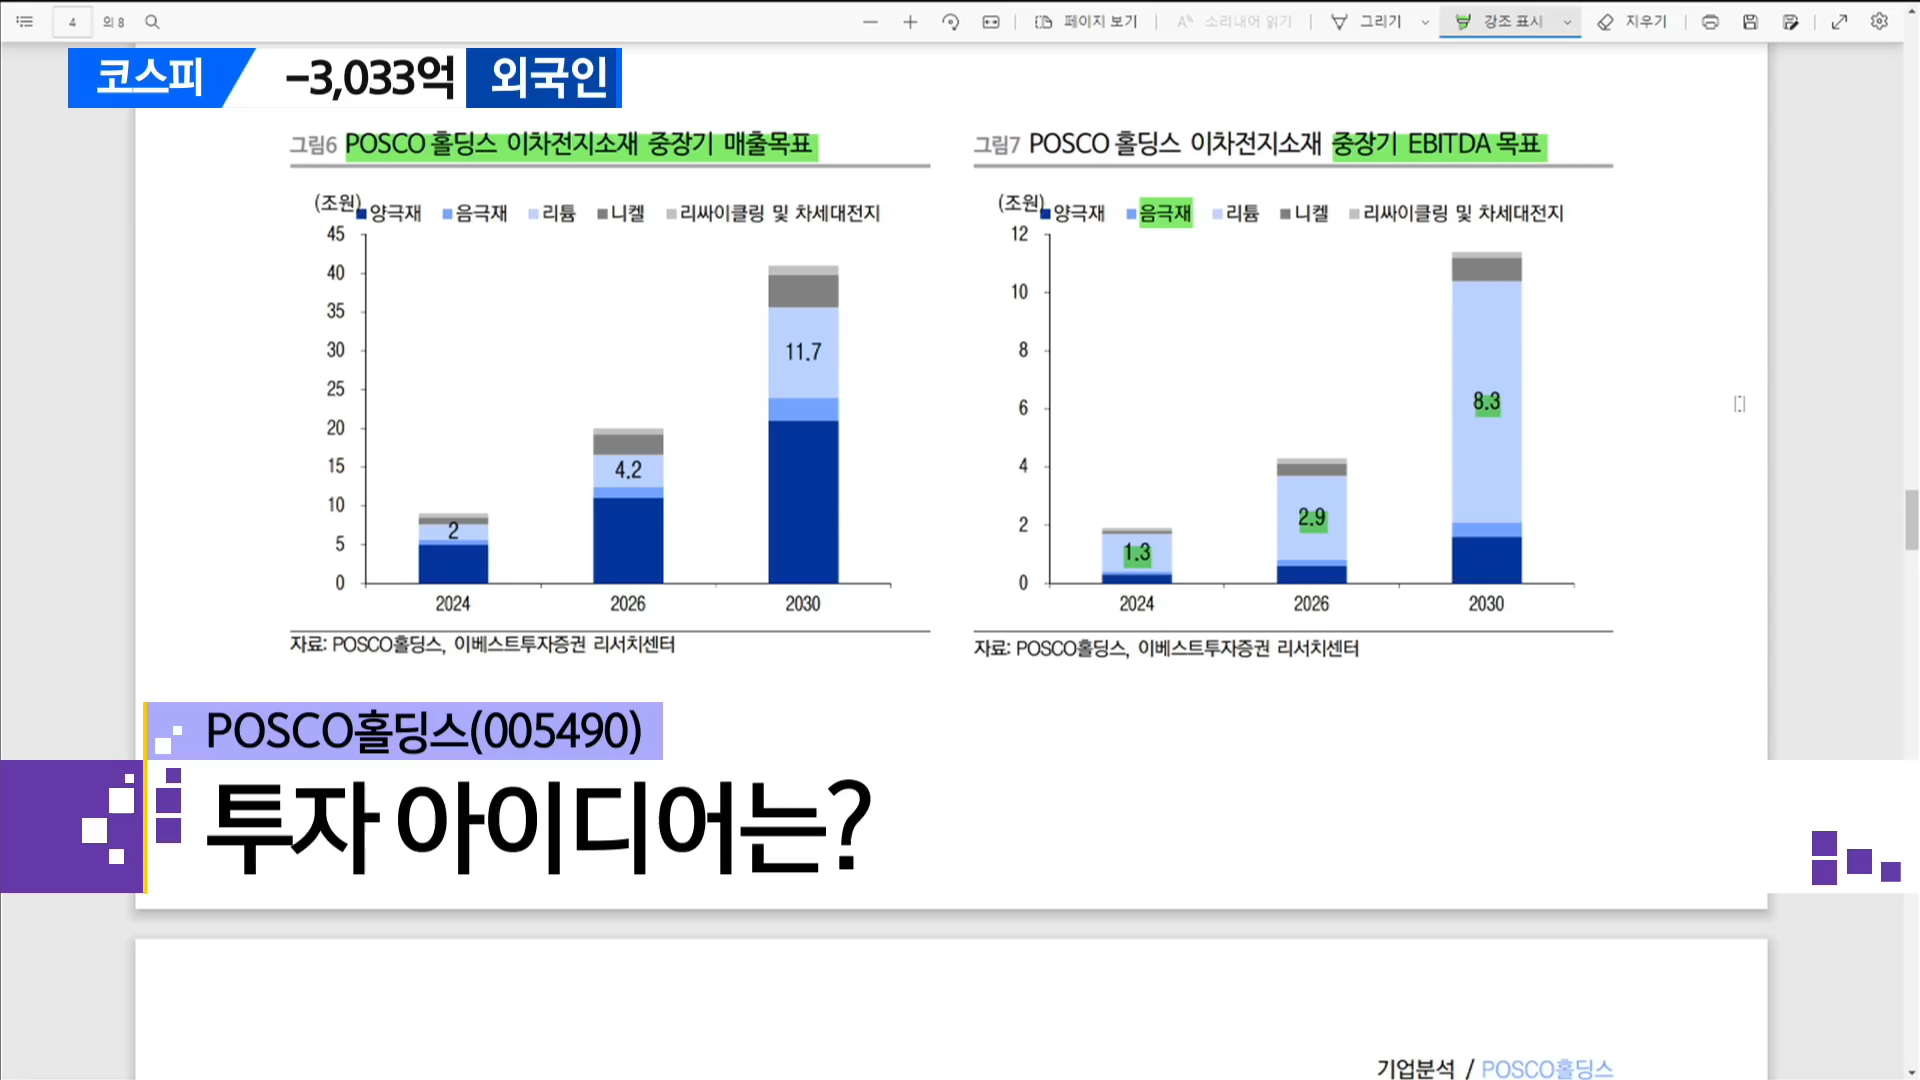 4 의 8 페이지 보기 소리내어 읽기 그리기 강조 표시 지우기
코스피 -3,033억 외국인
그림6 POSCO 홀딩스 이차전지소재 중장기 매출목표
(조원)
양극재 음극재 리튬 니켈 리싸이클링 및 차세대전지
45
40
35
30
25
20
15
10
5
0
11.7
4.2
2
2024 2026 2030
자료: POSCO홀딩스, 이베스트투자증권 리서치센터
그림7 POSCO 홀딩스 이차전지소재 중장기 EBITDA 목표
(조원)
양극재 음극재 리튬 니켈 리싸이클링 및 차세대전지
12
10
8
6
4
2
0
8.3
2.9
1.3
2024 2026 2030
자료: POSCO홀딩스, 이베스트투자증권 리서치센터
POSCO홀딩스(005490)
투자 아이디어는?
기업분석 / POSCO홀딩스